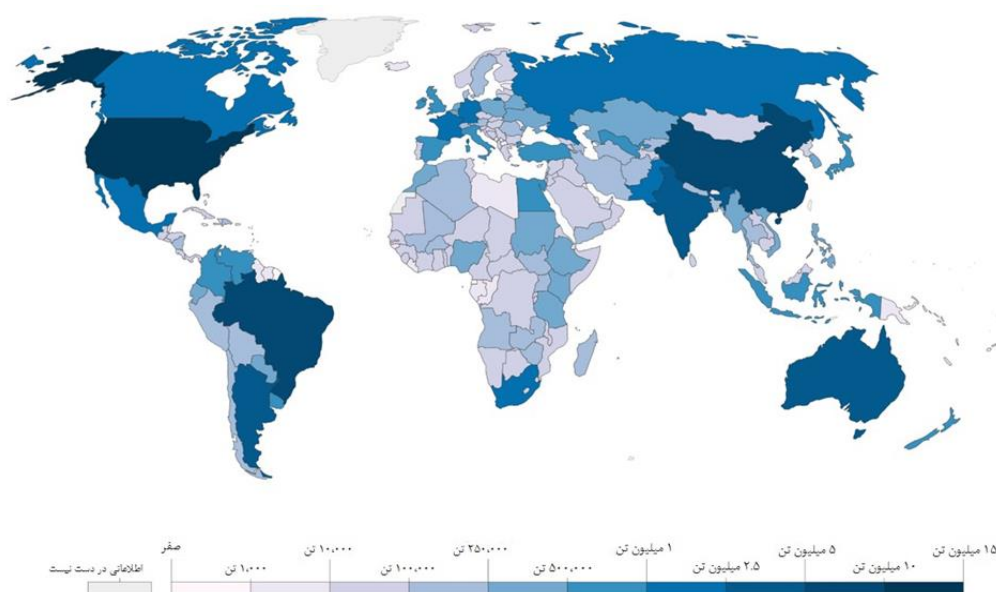 ۱۵ میلیون تن ۵ میلیون تن ۱ میلیون تن ۲۵۰،۰۰۰ تن ۱۰،۰۰۰ تن صفر
۱۰ میلیون تن ۲.۵ میلیون تن ۵۰۰،۰۰۰ تن ۱۰۰،۰۰۰ تن ۱،۰۰۰ تن اطلاعاتی در دست نیست